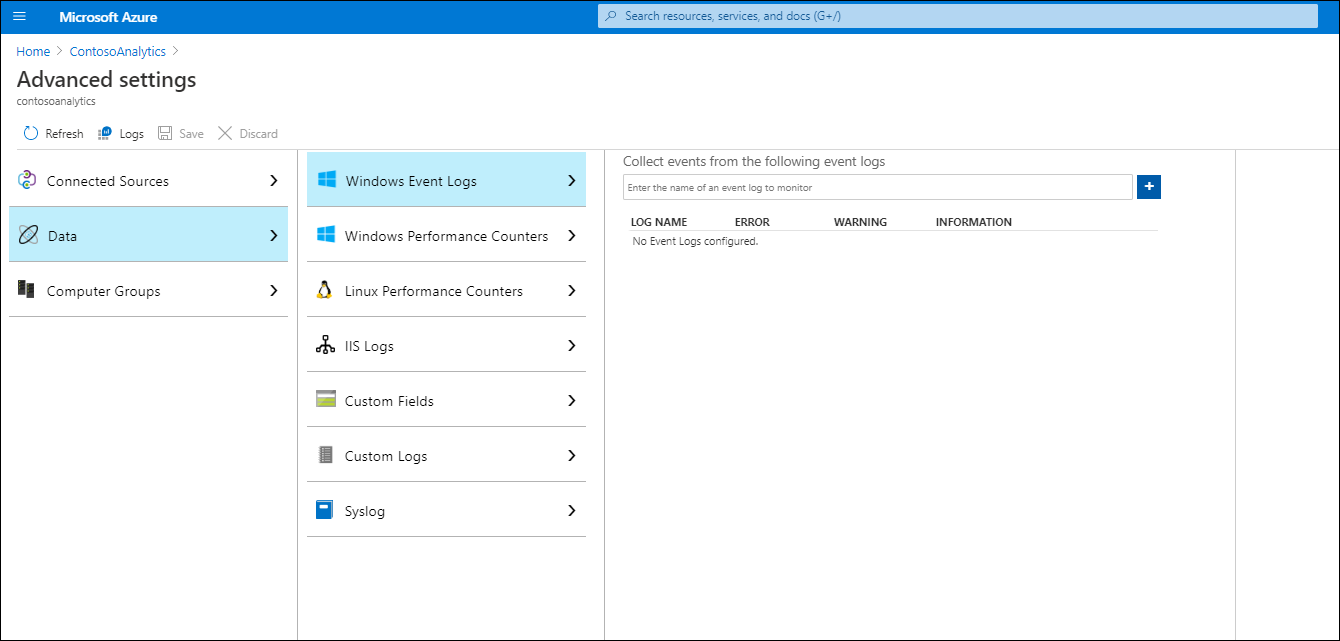 Microsoft Azure
Search resources, services, and docs (G+/)
Home > ContosoAnalytics >
Advanced settings
contosoanalytics
Refresh Logs Save Discard
Connected Sources
Data
Computer Groups
Windows Event Logs
Windows Performance Counters
Linux Performance Counters
IIS Logs
Custom Fields
Custom Logs
Syslog
Collect events from the following event logs
Enter the name of an event log to monitor
+
LOG NAME ERROR WARNING INFORMATION
No Event Logs configured.